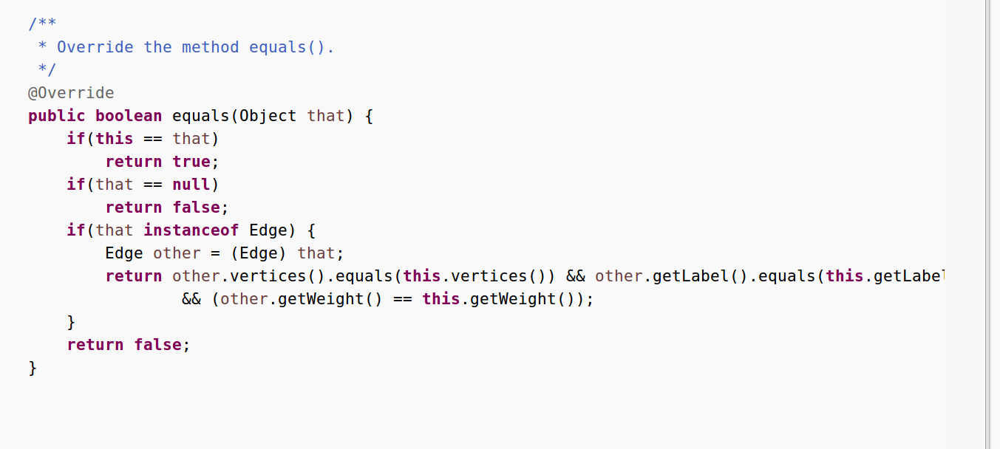 /**
 * Override the method equals().
 */
@Override
public boolean equals(Object that) {
    if(this == that)
        return true;
    if(that == null)
        return false;
    if(that instanceof Edge) {
        Edge other = (Edge) that;
        return other.vertices().equals(this.vertices()) && other.getLabel().equals(this.getLabel
                && (other.getWeight() == this.getWeight());
    }
    return false;
}